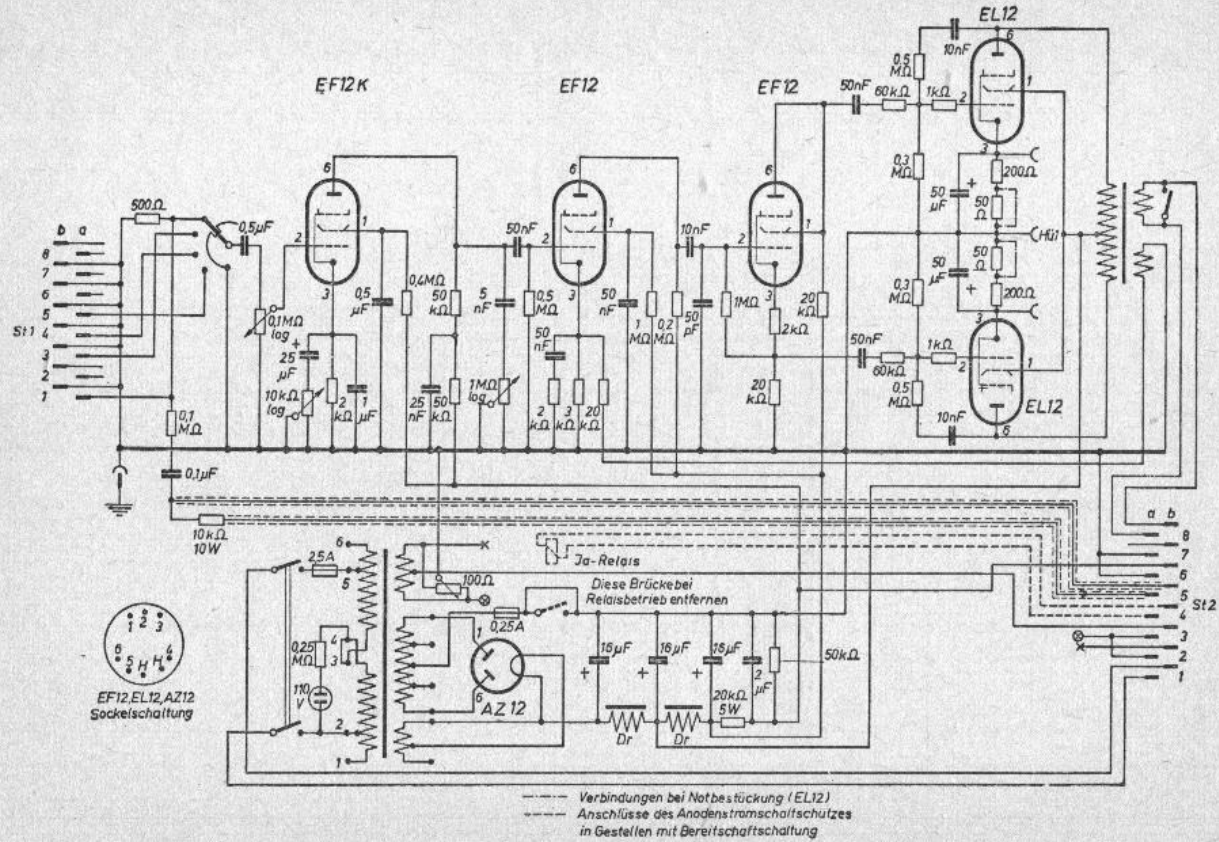 EL12
EF12K
EF12
EF12
6
10nF
0,5
MΩ
50nF
60kΩ
1kΩ
2
1
3
6
6
6
1
1
1
2
2
2
3
3
3
0,3
MΩ
200Ω
50
µF
50
Ω
Hü1
50
µF
50
Ω
0,3
MΩ
200Ω
3
50nF
60kΩ
1kΩ
2
1
0,5
MΩ
10nF
6
EL12
500Ω
0,5µF
b a
8
7
6
5
St1 4
3
2
1
0,1MΩ
log
+
25
µF
10kΩ
log
2
kΩ
1
µF
0,5
µF
0,4MΩ
50
kΩ
25
nF
50
kΩ
50nF
5
nF
0,5
MΩ
1MΩ
log
50
nF
2
kΩ
3
kΩ
20
kΩ
50
nF
1
MΩ
0,2
MΩ
10nF
50
pF
1MΩ
2kΩ
20
kΩ
20
kΩ
0,1
MΩ
0,1µF
10kΩ
10W
2,5A
6
5
4
3
2
1
0,25
MΩ
110
V
100Ω
0,25A
Ja-Relais
Diese Brücke bei
Relaisbetrieb entfernen
1
6
AZ12
16µF
16µF
16µF
2
µF
50kΩ
20kΩ
5W
Dr
Dr
a b
8
7
6
5
St2
4
3
2
1
1 2 3
6 4
5 H H
EF12,EL12,AZ12
Sockelschaltung
Verbindungen bei Notbestückung (EL12)
Anschlüsse des Anodenstromschaltschützes
in Gestellen mit Bereitschaftschaltung